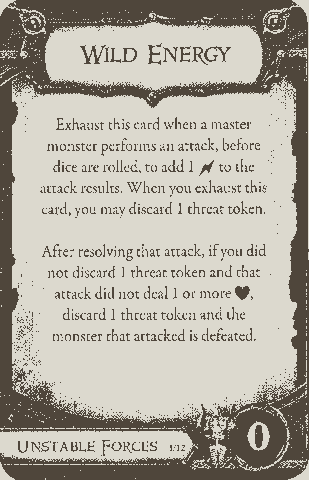 WILD ENERGY
Exhaust this card when a master
monster performs an attack, before
dice are rolled, to add 1 to the
attack results. When you exhaust this
card, you may discard 1 threat token.
After resolving that attack, if you did
not discard 1 threat token and that
attack did not deal 1 or more ♥,
discard 1 threat token and the
monster that attacked is defeated.
UNSTABLE FORCES 1/12
0